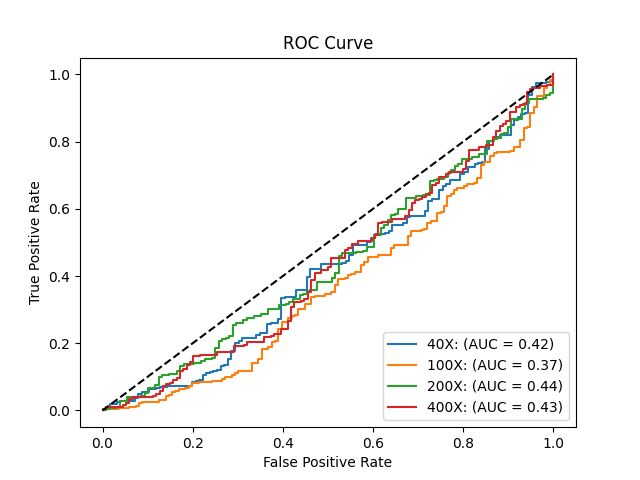 ROC Curve
True Positive Rate
1.0
0.8
0.6
0.4
0.2
0.0
40X: (AUC = 0.42)
100X: (AUC = 0.37)
200X: (AUC = 0.44)
400X: (AUC = 0.43)
0.0 0.2 0.4 0.6 0.8 1.0
False Positive Rate